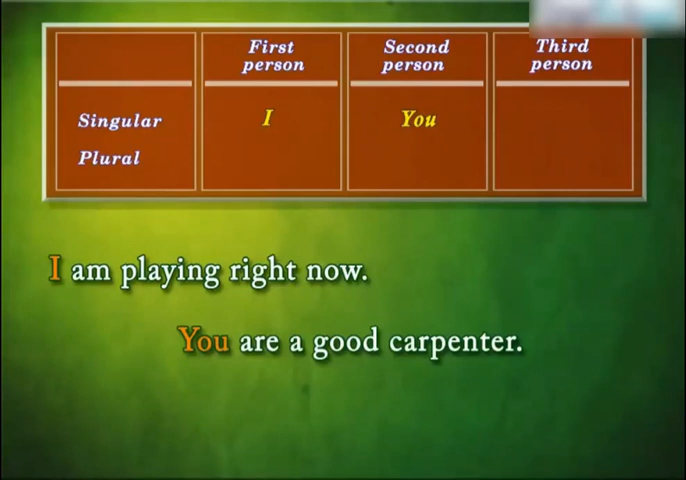 First person Second person Third person
Singular I You
Plural
I am playing right now.
You are a good carpenter.